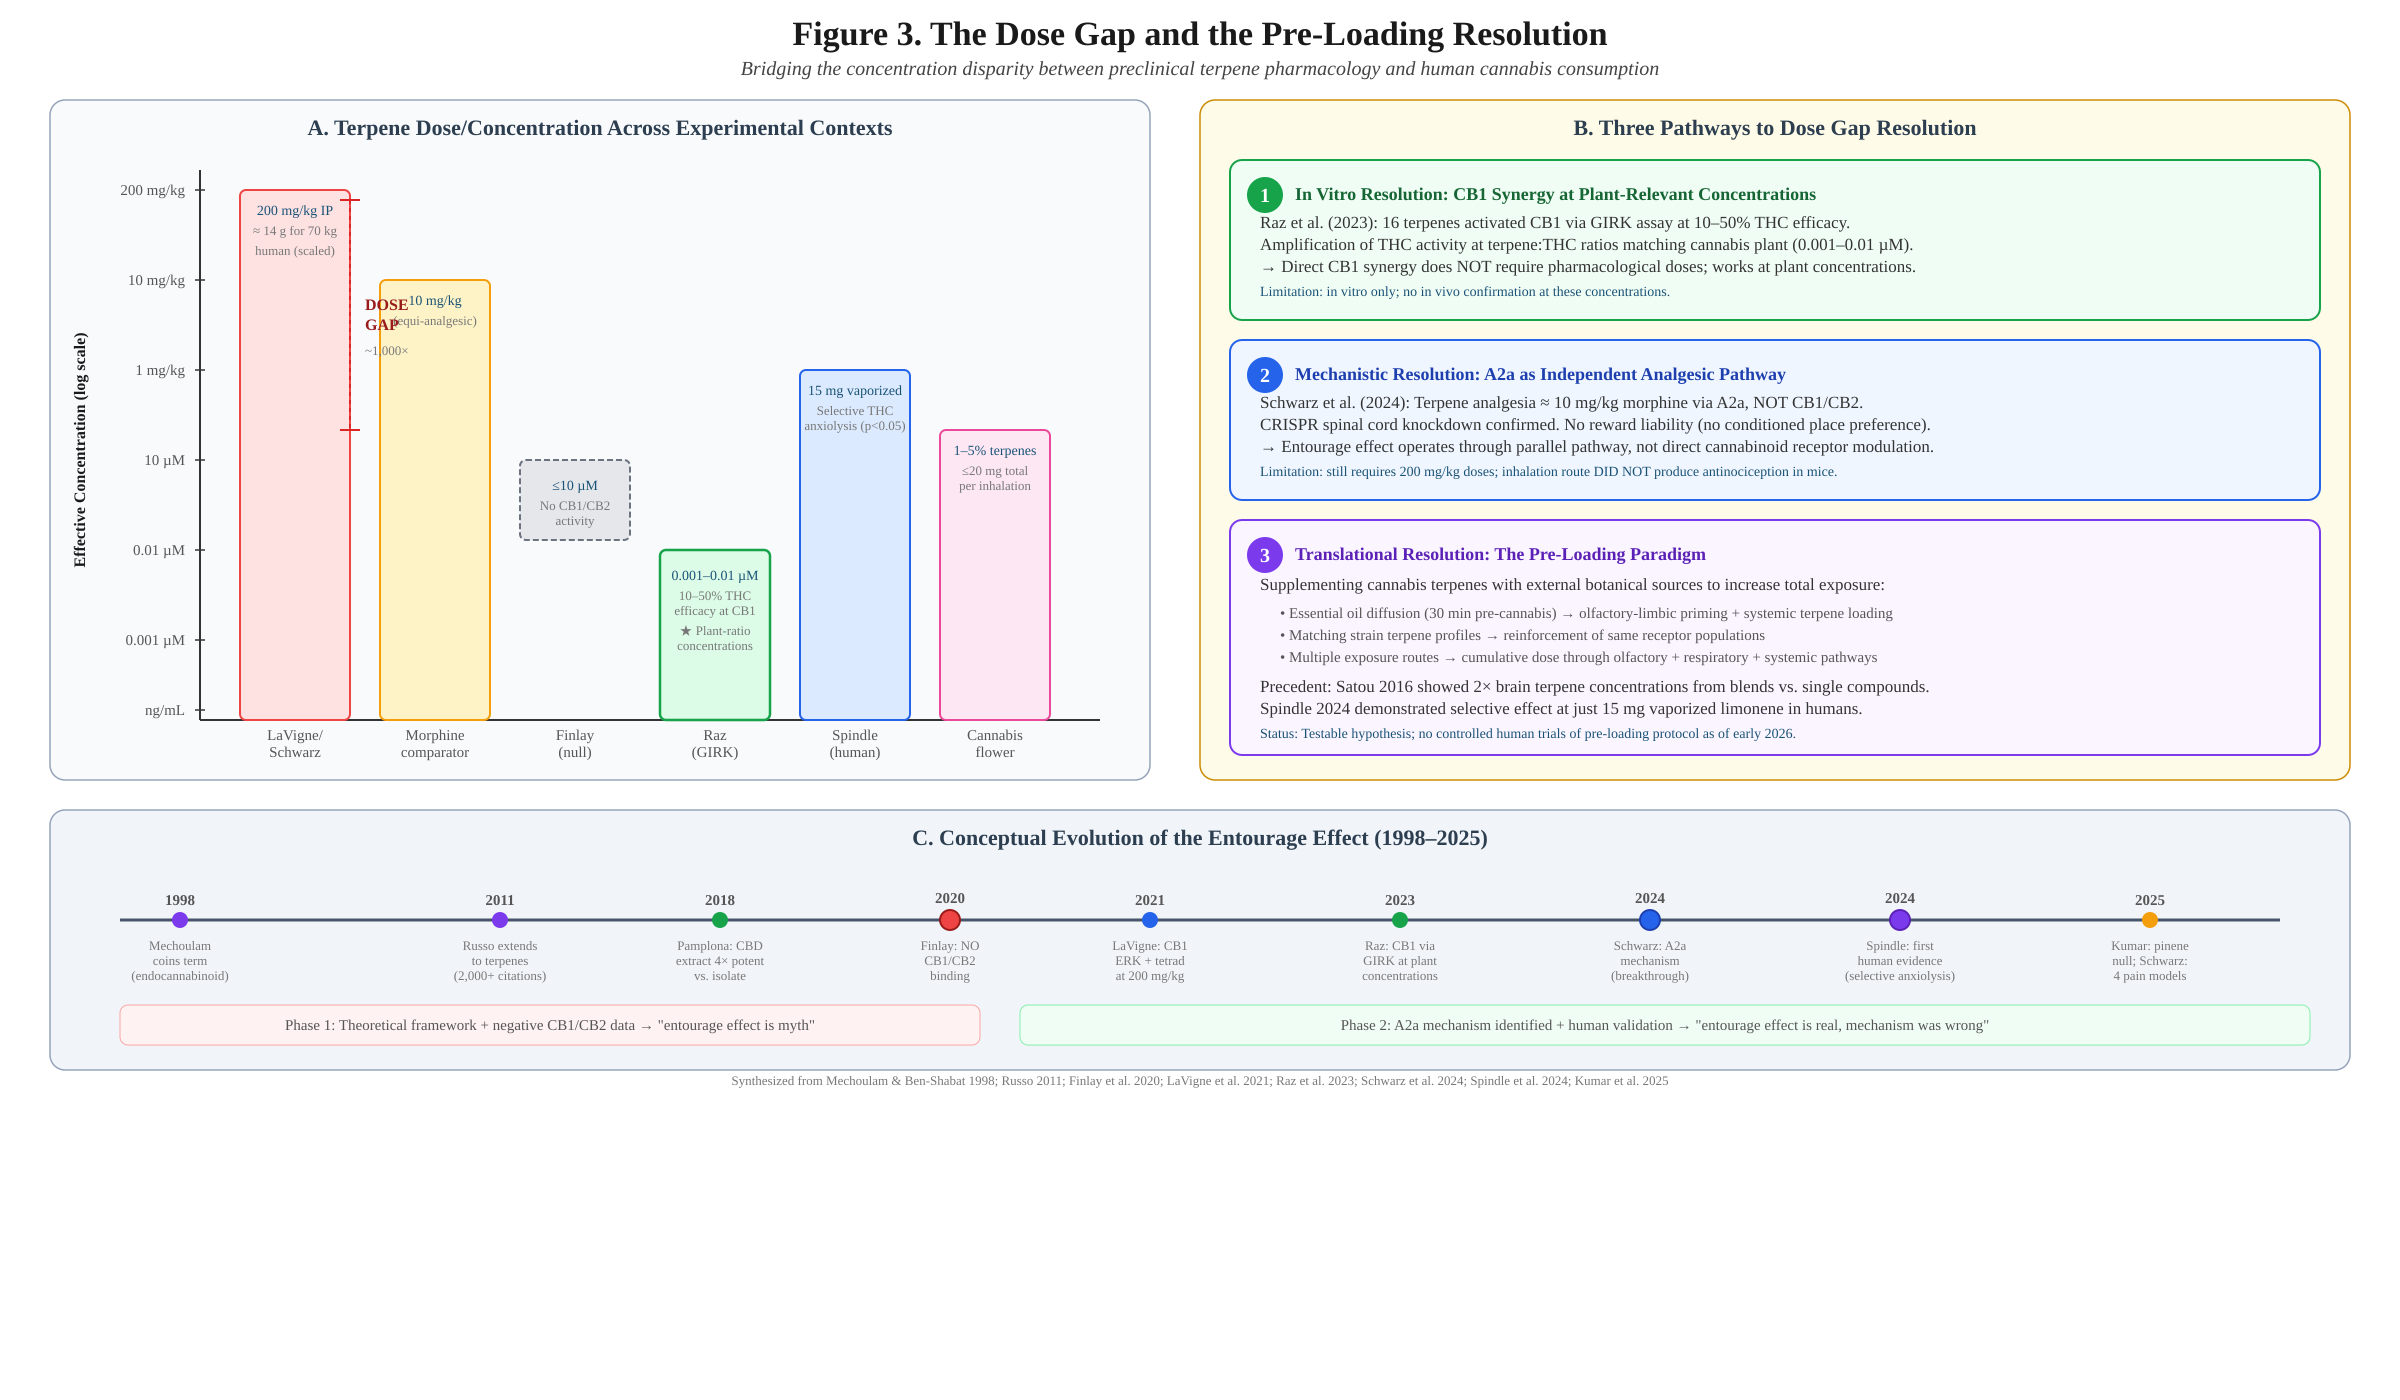 Figure 3. The Dose Gap and the Pre-Loading Resolution
Bridging the concentration disparity between preclinical terpene pharmacology and human cannabis consumption
A. Terpene Dose/Concentration Across Experimental Contexts
Effective Concentration (log scale)
200 mg/kg
10 mg/kg
1 mg/kg
10 µM
0.01 µM
0.001 µM
ng/mL
200 mg/kg IP
≈ 14 g for 70 kg
human (scaled)
DOSE
GAP
~1,000×
10 mg/kg
(equi-analgesic)
≤10 µM
No CB1/CB2
activity
0.001–0.01 µM
10–50% THC
efficacy at CB1
★ Plant-ratio
concentrations
15 mg vaporized
Selective THC
anxiolysis (p<0.05)
1–5% terpenes
≤20 mg total
per inhalation
LaVigne/
Schwarz
Morphine
comparator
Finlay
(null)
Raz
(GIRK)
Spindle
(human)
Cannabis
flower
B. Three Pathways to Dose Gap Resolution
1
In Vitro Resolution: CB1 Synergy at Plant-Relevant Concentrations
Raz et al. (2023): 16 terpenes activated CB1 via GIRK assay at 10–50% THC efficacy.
Amplification of THC activity at terpene:THC ratios matching cannabis plant (0.001–0.01 µM).
→ Direct CB1 synergy does NOT require pharmacological doses; works at plant concentrations.
Limitation: in vitro only; no in vivo confirmation at these concentrations.
2
Mechanistic Resolution: A2a as Independent Analgesic Pathway
Schwarz et al. (2024): Terpene analgesia ≈ 10 mg/kg morphine via A2a, NOT CB1/CB2.
CRISPR spinal cord knockdown confirmed. No reward liability (no conditioned place preference).
→ Entourage effect operates through parallel pathway, not direct cannabinoid receptor modulation.
Limitation: still requires 200 mg/kg doses; inhalation route DID NOT produce antinociception in mice.
3
Translational Resolution: The Pre-Loading Paradigm
Supplementing cannabis terpenes with external botanical sources to increase total exposure:
• Essential oil diffusion (30 min pre-cannabis) → olfactory-limbic priming + systemic terpene loading
• Matching strain terpene profiles → reinforcement of same receptor populations
• Multiple exposure routes → cumulative dose through olfactory + respiratory + systemic pathways
Precedent: Satou 2016 showed 2× brain terpene concentrations from blends vs. single compounds.
Spindle 2024 demonstrated selective effect at just 15 mg vaporized limonene in humans.
Status: Testable hypothesis; no controlled human trials of pre-loading protocol as of early 2026.
C. Conceptual Evolution of the Entourage Effect (1998–2025)
1998
Mechoulam
coins term
(endocannabinoid)
2011
Russo extends
to terpenes
(2,000+ citations)
2018
Pamplona: CBD
extract 4× potent
vs. isolate
2020
Finlay: NO
CB1/CB2
binding
2021
LaVigne: CB1
ERK + tetrad
at 200 mg/kg
2023
Raz: CB1 via
GIRK at plant
concentrations
2024
Schwarz: A2a
mechanism
(breakthrough)
2024
Spindle: first
human evidence
(selective anxiolysis)
2025
Kumar: pinene
null; Schwarz:
4 pain models
Phase 1: Theoretical framework + negative CB1/CB2 data → "entourage effect is myth"
Phase 2: A2a mechanism identified + human validation → "entourage effect is real, mechanism was wrong"
Synthesized from Mechoulam & Ben-Shabat 1998; Russo 2011; Finlay et al. 2020; LaVigne et al. 2021; Raz et al. 2023; Schwarz et al. 2024; Spindle et al. 2024; Kumar et al. 2025